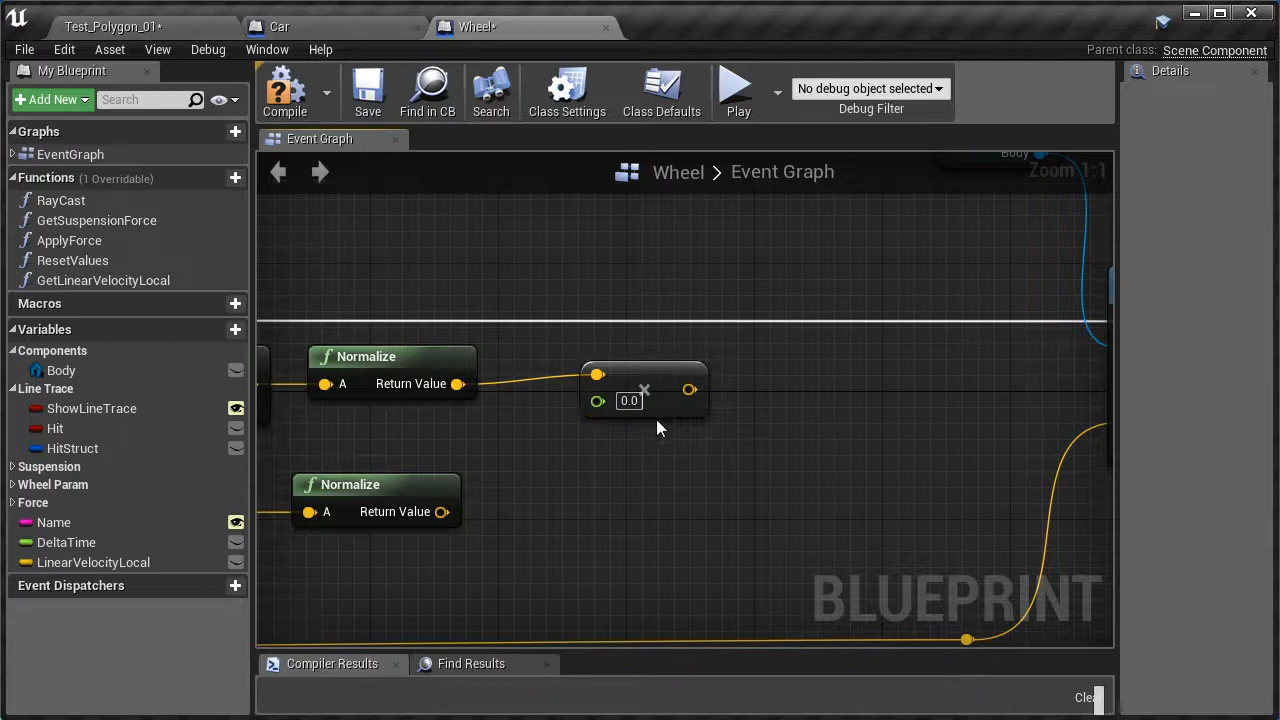 Test_Polygon_01*
Car
Wheel*
File
Edit
Asset
View
Debug
Window
Help
Parent class: Scene Component
My Blueprint
Add New
Search
Compile
Save
Find in CB
Search
Class Settings
Class Defaults
Play
No debug object selected
Debug Filter
Details
Event Graph
Wheel > Event Graph
Zoom 1:1
Body
Graphs
EventGraph
Functions (1 Overridable)
RayCast
GetSuspensionForce
ApplyForce
ResetValues
GetLinearVelocityLocal
Macros
Variables
Components
Body
Line Trace
ShowLineTrace
Hit
HitStruct
Suspension
Wheel Param
Force
Name
DeltaTime
LinearVelocityLocal
Event Dispatchers
f Normalize
A Return Value
0.0
×
f Normalize
A Return Value
BLUEPRINT
Compiler Results
Find Results
Clea